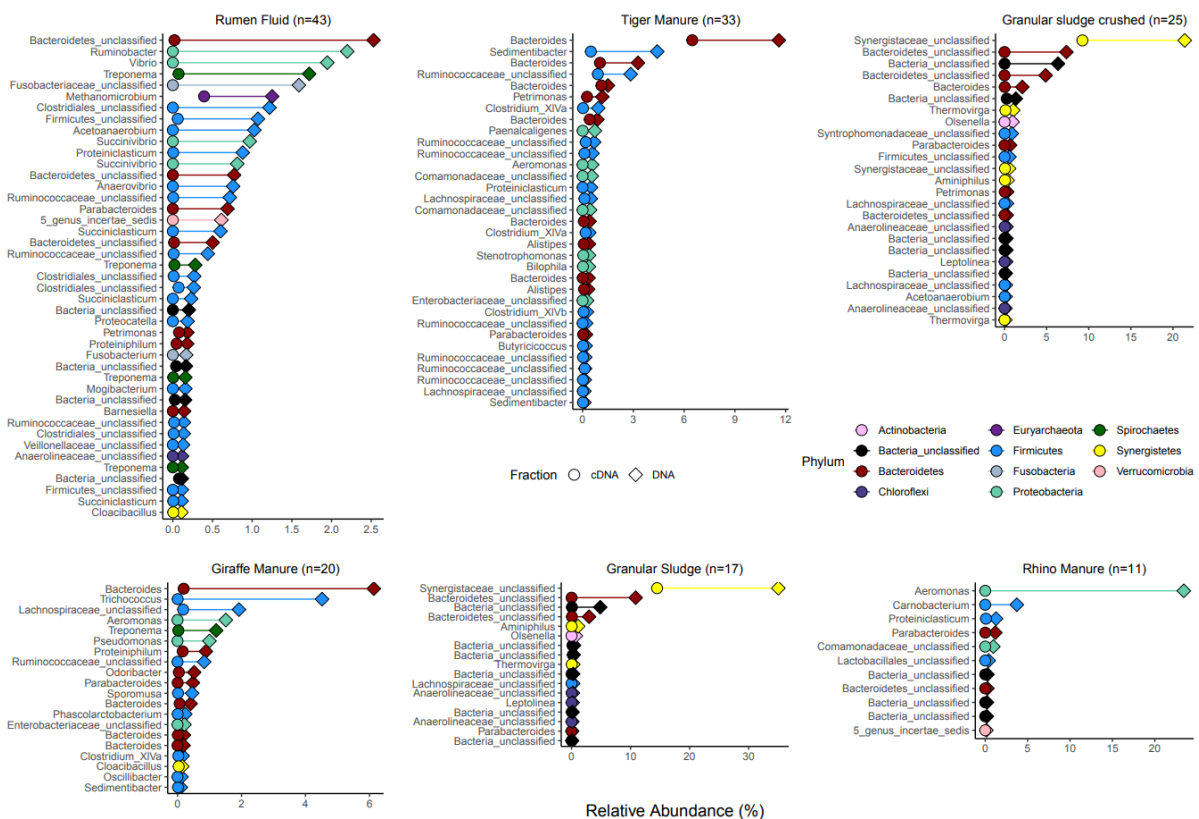 Rumen Fluid (n=43)
Bacteroidetes_unclassified
Ruminobacter
Vibrio
Treponema
Fusobacteriaceae_unclassified
Methanomicrobium
Clostridiales_unclassified
Firmicutes_unclassified
Acetoanaerobium
Succinivibrio
Proteiniclasticum
Succinivibrio
Bacteroidetes_unclassified
Anaerovibrio
Ruminococcaceae_unclassified
Parabacteroides
5_genus_incertae_sedis
Succiniclasticum
Bacteroidetes_unclassified
Ruminococcaceae_unclassified
Treponema
Clostridiales_unclassified
Clostridiales_unclassified
Succiniclasticum
Bacteria_unclassified
Proteocatella
Petrimonas
Proteiniphilum
Fusobacterium
Bacteria_unclassified
Treponema
Mogibacterium
Bacteria_unclassified
Barnesiella
Ruminococcaceae_unclassified
Clostridiales_unclassified
Veillonellaceae_unclassified
Anaerolineaceae_unclassified
Treponema
Bacteria_unclassified
Firmicutes_unclassified
Succiniclasticum
Cloacibacillus
0.0 0.5 1.0 1.5 2.0 2.5
Tiger Manure (n=33)
Bacteroides
Sedimentibacter
Bacteroides
Ruminococcaceae_unclassified
Bacteroides
Petrimonas
Clostridium_XIVa
Bacteroides
Paenalcaligenes
Ruminococcaceae_unclassified
Ruminococcaceae_unclassified
Aeromonas
Comamonadaceae_unclassified
Proteiniclasticum
Lachnospiraceae_unclassified
Comamonadaceae_unclassified
Bacteroides
Clostridium_XIVa
Alistipes
Stenotrophomonas
Bilophila
Bacteroides
Alistipes
Enterobacteriaceae_unclassified
Clostridium_XIVb
Ruminococcaceae_unclassified
Parabacteroides
Butyricicoccus
Ruminococcaceae_unclassified
Ruminococcaceae_unclassified
Ruminococcaceae_unclassified
Lachnospiraceae_unclassified
Sedimentibacter
0 3 6 9 12
Granular sludge crushed (n=25)
Synergistaceae_unclassified
Bacteroidetes_unclassified
Bacteria_unclassified
Bacteroidetes_unclassified
Bacteroides
Bacteria_unclassified
Thermovirga
Olsenella
Syntrophomonadaceae_unclassified
Parabacteroides
Firmicutes_unclassified
Synergistaceae_unclassified
Aminiphilus
Petrimonas
Lachnospiraceae_unclassified
Bacteroidetes_unclassified
Anaerolineaceae_unclassified
Bacteria_unclassified
Bacteria_unclassified
Leptolinea
Bacteria_unclassified
Lachnospiraceae_unclassified
Acetoanaerobium
Anaerolineaceae_unclassified
Thermovirga
0 5 10 15 20
Fraction cDNA DNA
Phylum
Actinobacteria
Bacteria_unclassified
Bacteroidetes
Chloroflexi
Euryarchaeota
Firmicutes
Fusobacteria
Proteobacteria
Spirochaetes
Synergistetes
Verrucomicrobia
Giraffe Manure (n=20)
Bacteroides
Trichococcus
Lachnospiraceae_unclassified
Aeromonas
Treponema
Pseudomonas
Proteiniphilum
Ruminococcaceae_unclassified
Odoribacter
Parabacteroides
Sporomusa
Bacteroides
Phascolarctobacterium
Enterobacteriaceae_unclassified
Bacteroides
Bacteroides
Clostridium_XIVa
Cloacibacillus
Oscillibacter
Sedimentibacter
0 2 4 6
Granular Sludge (n=17)
Synergistaceae_unclassified
Bacteroidetes_unclassified
Bacteria_unclassified
Bacteroidetes_unclassified
Aminiphilus
Olsenella
Bacteria_unclassified
Bacteria_unclassified
Thermovirga
Bacteria_unclassified
Lachnospiraceae_unclassified
Anaerolineaceae_unclassified
Leptolinea
Bacteria_unclassified
Anaerolineaceae_unclassified
Parabacteroides
Bacteria_unclassified
0 10 20 30
Rhino Manure (n=11)
Aeromonas
Carnobacterium
Proteiniclasticum
Parabacteroides
Comamonadaceae_unclassified
Lactobacillales_unclassified
Bacteria_unclassified
Bacteroidetes_unclassified
Bacteria_unclassified
Bacteria_unclassified
5_genus_incertae_sedis
0 5 10 15 20
Relative Abundance (%)